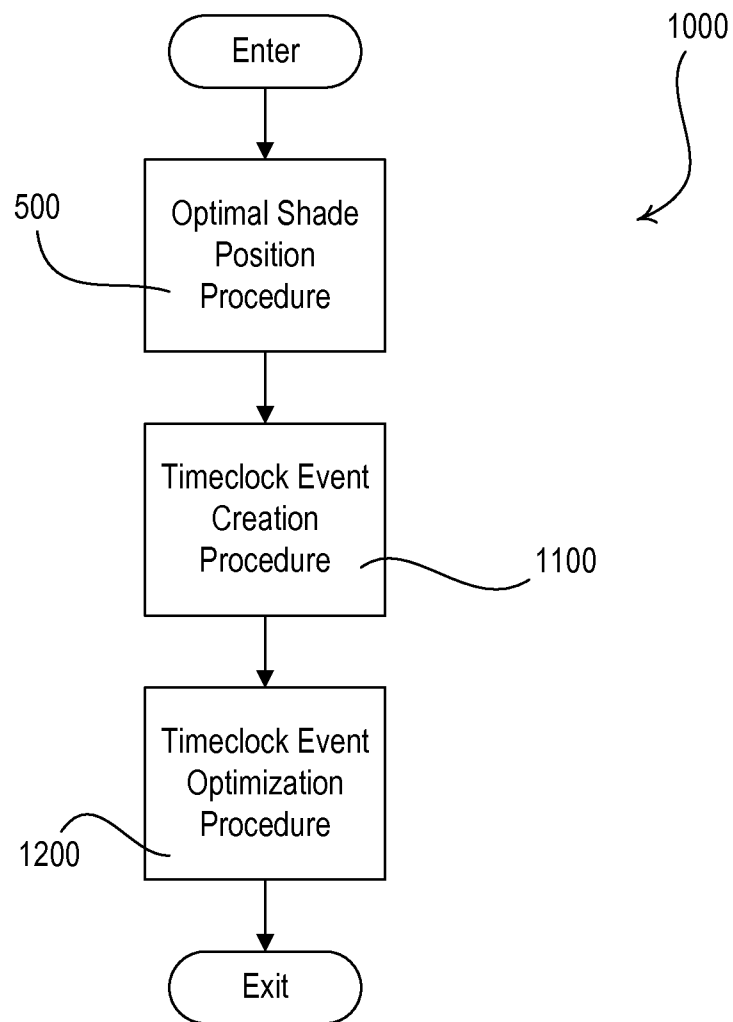 Enter
1000
500
Optimal Shade
Position
Procedure
Timeclock Event
Creation
Procedure
1100
Timeclock Event
Optimization
Procedure
1200
Exit